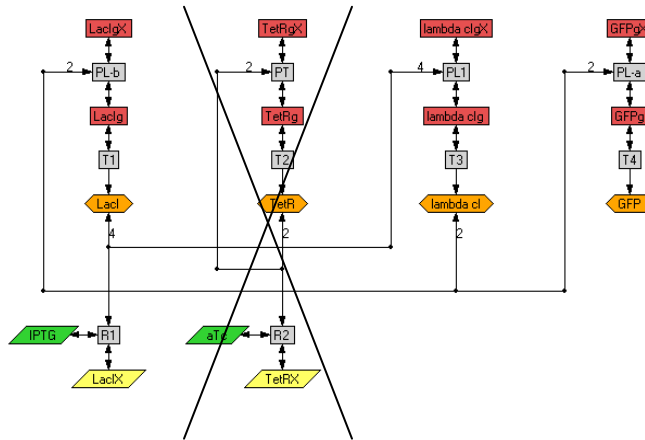 LacIgX TetRgX lambda cIgX GFPgX
2 PL-b 2 PT 4 PL1 2 PL-a
LacIg TetRg lambda cIg GFPg
T1 T2 T3 T4
LacI TetR lambda cI GFP
4 2 2
IPTG R1 aTc R2
LacIX TetRX